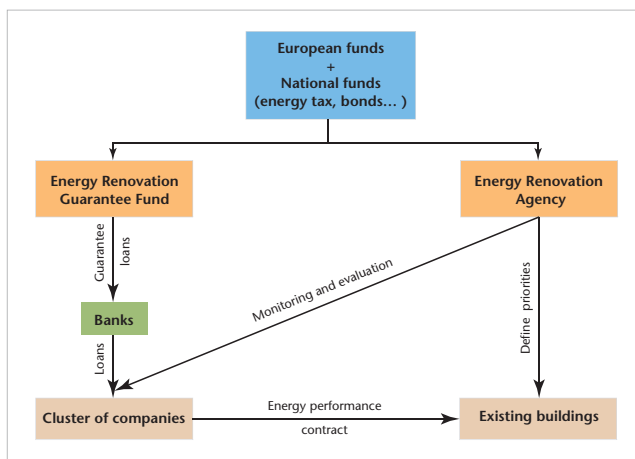 European funds
+
National funds
(energy tax, bonds... )
Energy Renovation
Guarantee Fund
Energy Renovation
Agency
Guarantee
loans
Monitoring and evaluation
Define priorities
Banks
Loans
Cluster of companies
Energy performance
contract
Existing buildings